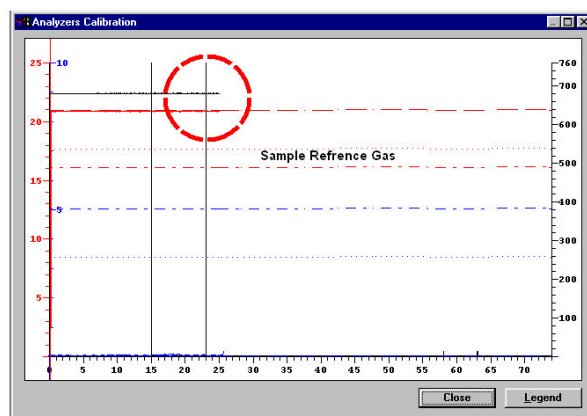 Analyzers Calibration
25 10 760
700
20 600
500
Sample Refrence Gas
15
5 400
10 300
200
5
100
0 5 10 15 20 25 30 35 40 45 50 55 60 65 70
Close Legend